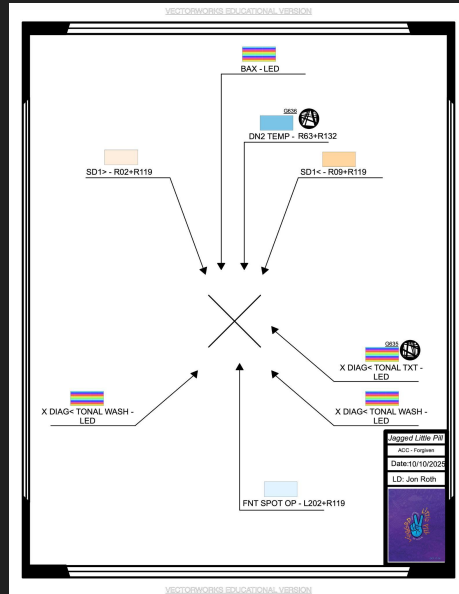 VECTORWORKS EDUCATIONAL VERSION
BAX - LED
G636
DN2 TEMP - R63+R132
SD1> - R02+R119
SD1< - R09+R119
G635
X DIAG< TONAL TXT -
LED
X DIAG< TONAL WASH -
LED
X DIAG< TONAL WASH -
LED
FNT SPOT OP - L202+R119
Jagged Little Pill
ACC - Forgiven
Date:10/10/2025
LD: Jon Roth
VECTORWORKS EDUCATIONAL VERSION